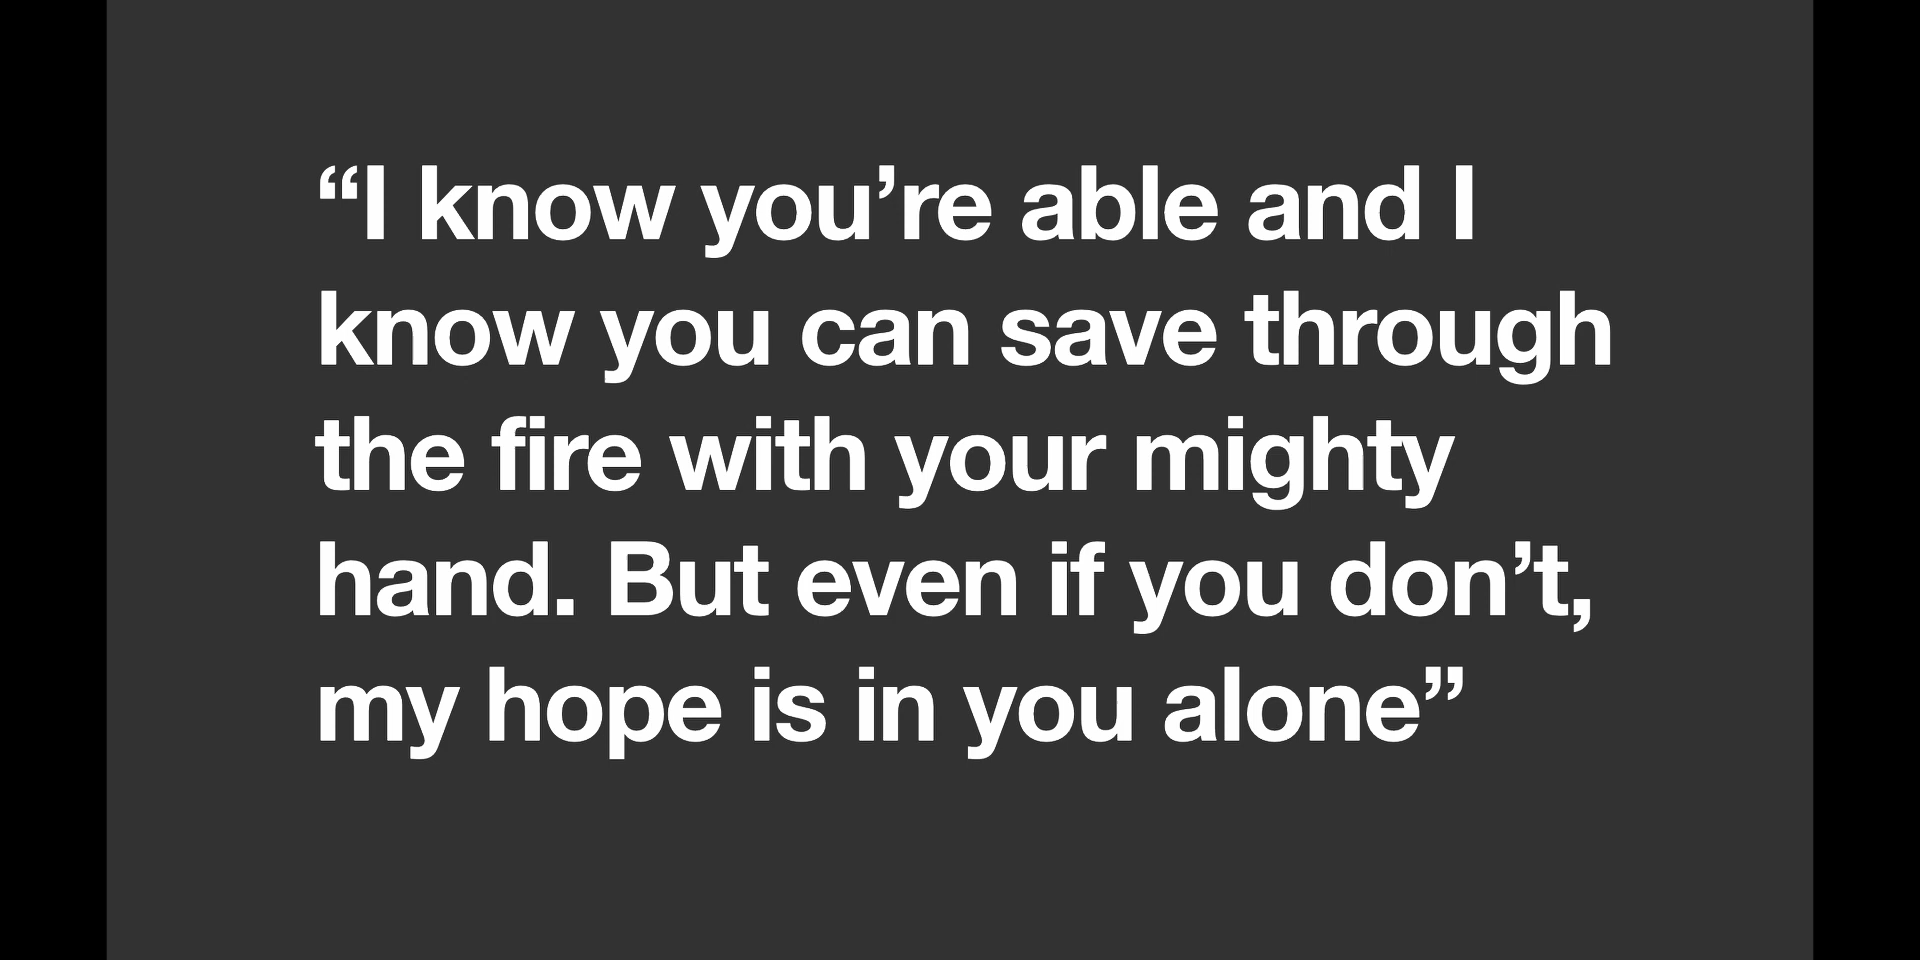 “I know you’re able and I
know you can save through
the fire with your mighty
hand. But even if you don’t,
my hope is in you alone”